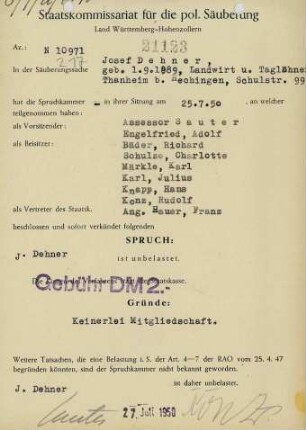 Staatskommissariat für die pol. Säuberung
Land Württemberg-Hohenzollern
21123
Az.: N 10971
217
Josef Dehner,
In der Säuberungssache geb. 1.9.1889, Landwirt u. Taglöhner
Thanheim b. Hechingen, Schulstr. 99
hat die Spruchkammer - in ihrer Sitzung am 25.7.50, an welcher
teilgenommen haben:
Assessor Sauter
als Vorsitzender: Engelfried, Adolf
als Beisitzer: Bäder, Richard
Schulze, Charlotte
Märkle, Karl
Karl, Julius
Knapp, Hans
Konz, Rudolf
als Vertreter des Staatsk. Ang. Hauer, Franz
beschlossen und sofort verkündet folgenden
SPRUCH:
J. Dehner
ist unbelastet.
Gebühr DM 2.-
Gründe:
Keinerlei Mitgliedschaft.
Weitere Tatsachen, die eine Belastung i. S. der Art. 4—7 der RAO vom 25. 4. 47
begründen könnten, sind der Spruchkammer nicht bekannt geworden.
J. Dehner ist daher unbelastet.
27. Juli 1950